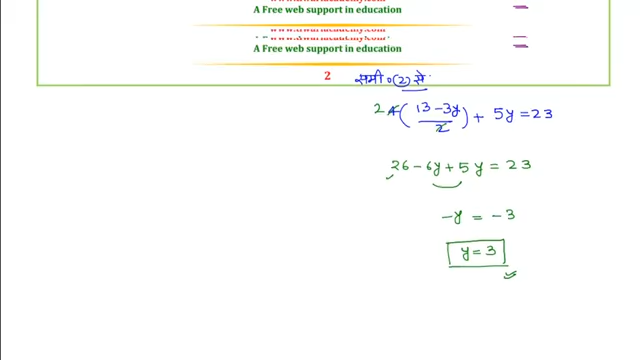 A Free web support in education
A Free web support in education
2
समी० (2) से
2 4 ( 13 - 3y / 2 ) + 5y = 23
26 - 6y + 5y = 23
-y = -3
y = 3